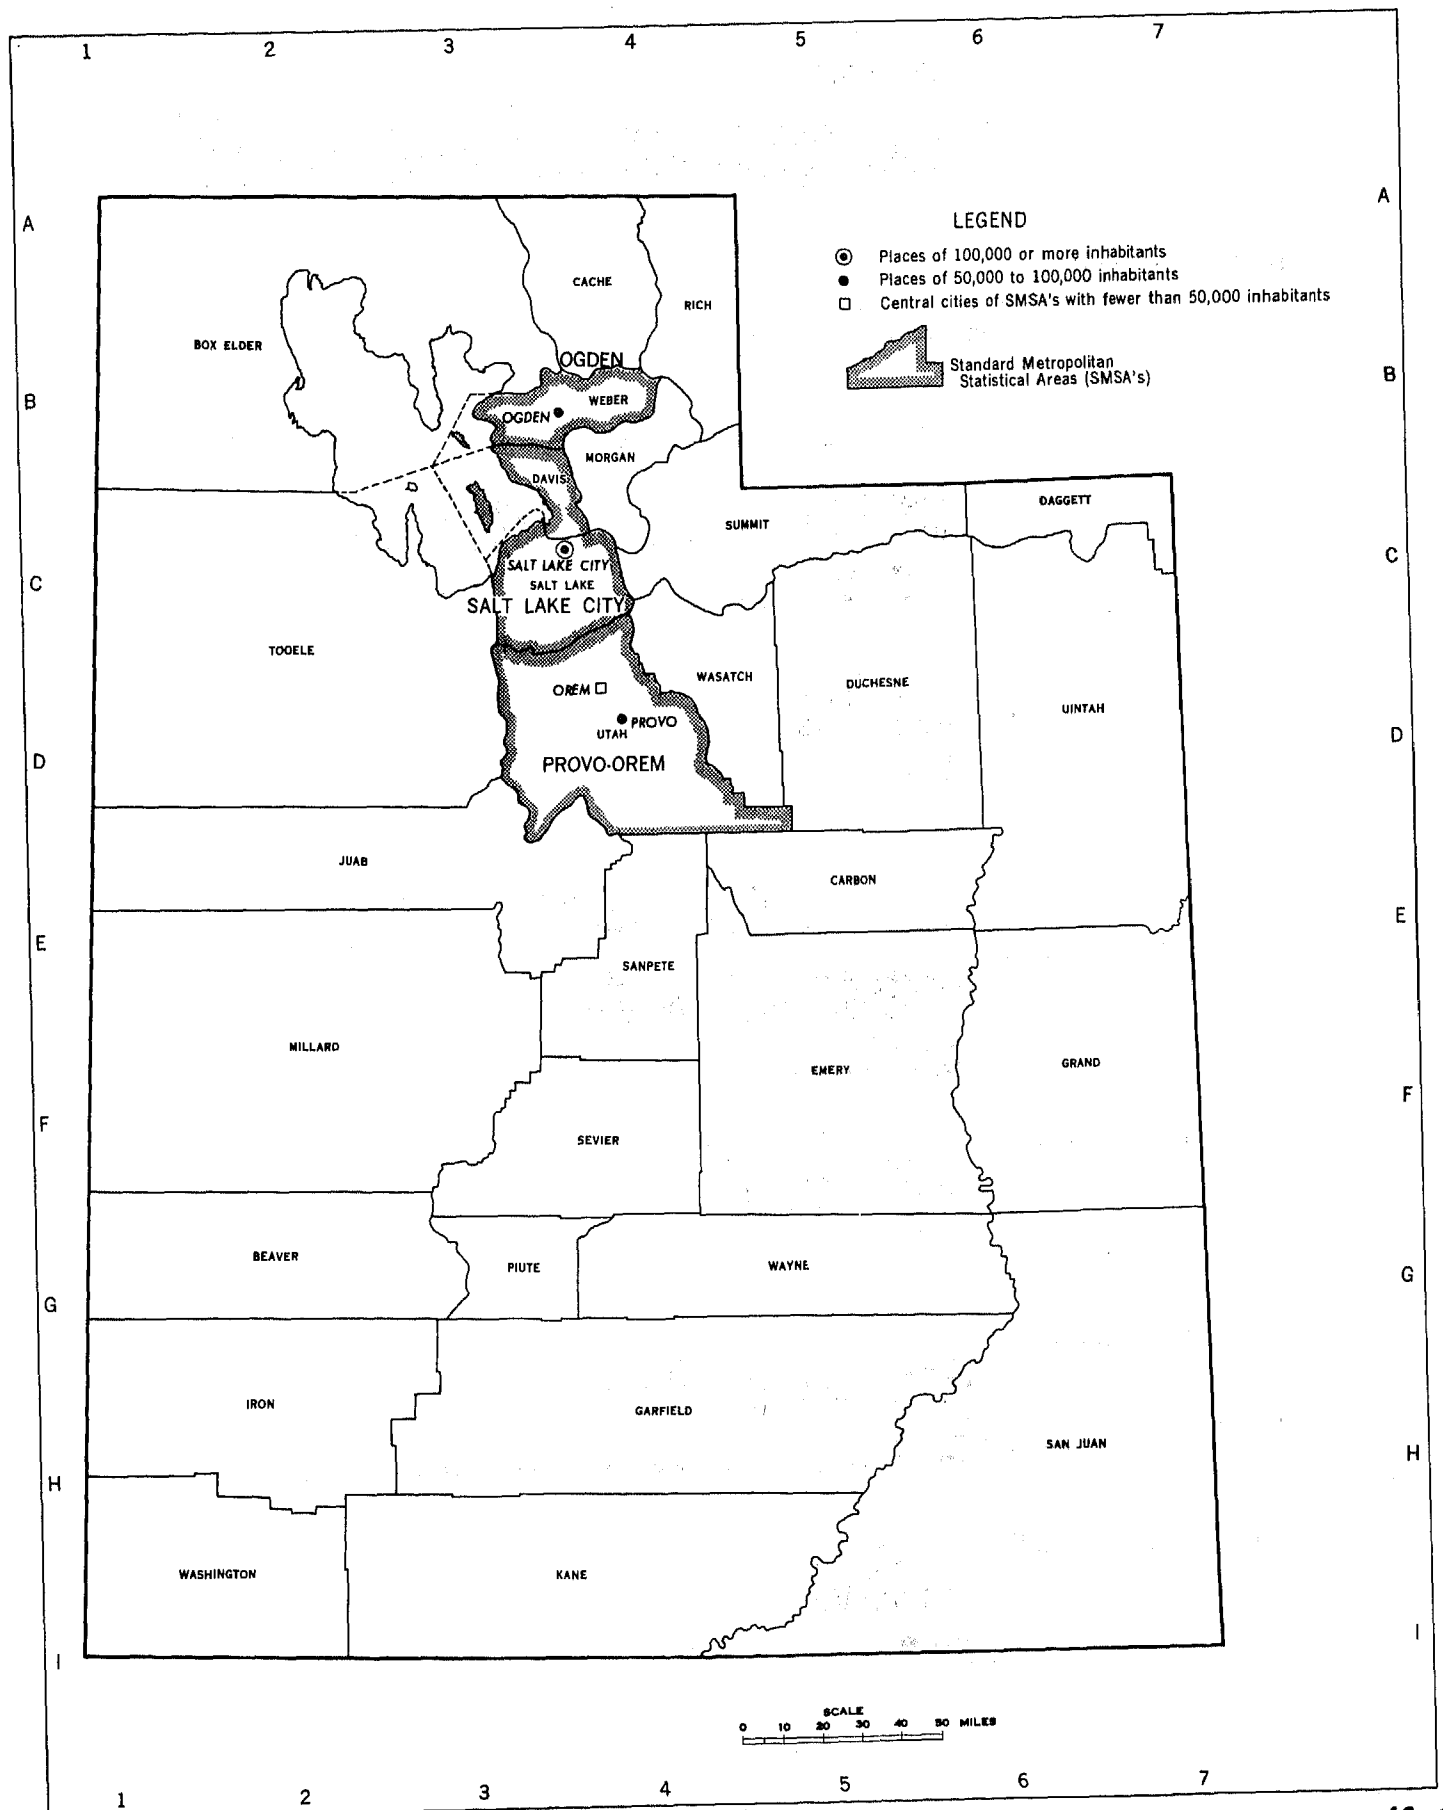 1 2 3 4 5 6 7
A A
LEGEND
Places of 100,000 or more inhabitants
Places of 50,000 to 100,000 inhabitants
Central cities of SMSA's with fewer than 50,000 inhabitants
Standard Metropolitan
Statistical Areas (SMSA's)
CACHE
RICH
BOX ELDER
OGDEN
B B
WEBER
OGDEN
MORGAN
DAVIS
DAGGETT
SUMMIT
C C
SALT LAKE CITY
SALT LAKE
SALT LAKE CITY
TOOELE
WASATCH
DUCHESNE
OREM
UINTAH
PROVO
UTAH
D D
PROVO-OREM
JUAB
CARBON
E E
SANPETE
MILLARD
GRAND
EMERY
F F
SEVIER
BEAVER
PIUTE
WAYNE
G G
IRON
GARFIELD
SAN JUAN
H H
WASHINGTON
KANE
I I
SCALE
0 10 20 30 40 50 MILES
1 2 3 4 5 6 7